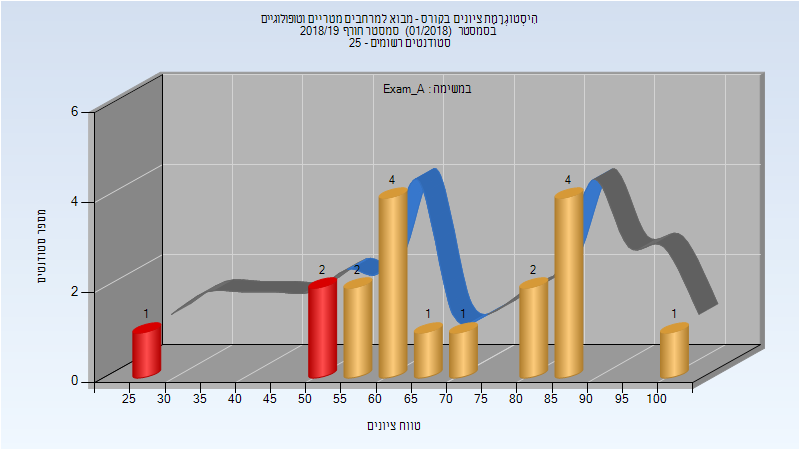 היסטוגרמת ציונים בקורס - מבוא למרחבים מטריים וטופולוגיים
בסמסטר (01/2018) סמסטר חורף 2018/19
סטודנטים רשומים - 25
במשימה : Exam_A
מספר סטודנטים
6
4
2
0
1
2
2
4
1
1
2
4
1
25 30 35 40 45 50 55 60 65 70 75 80 85 90 95 100
טווח ציונים